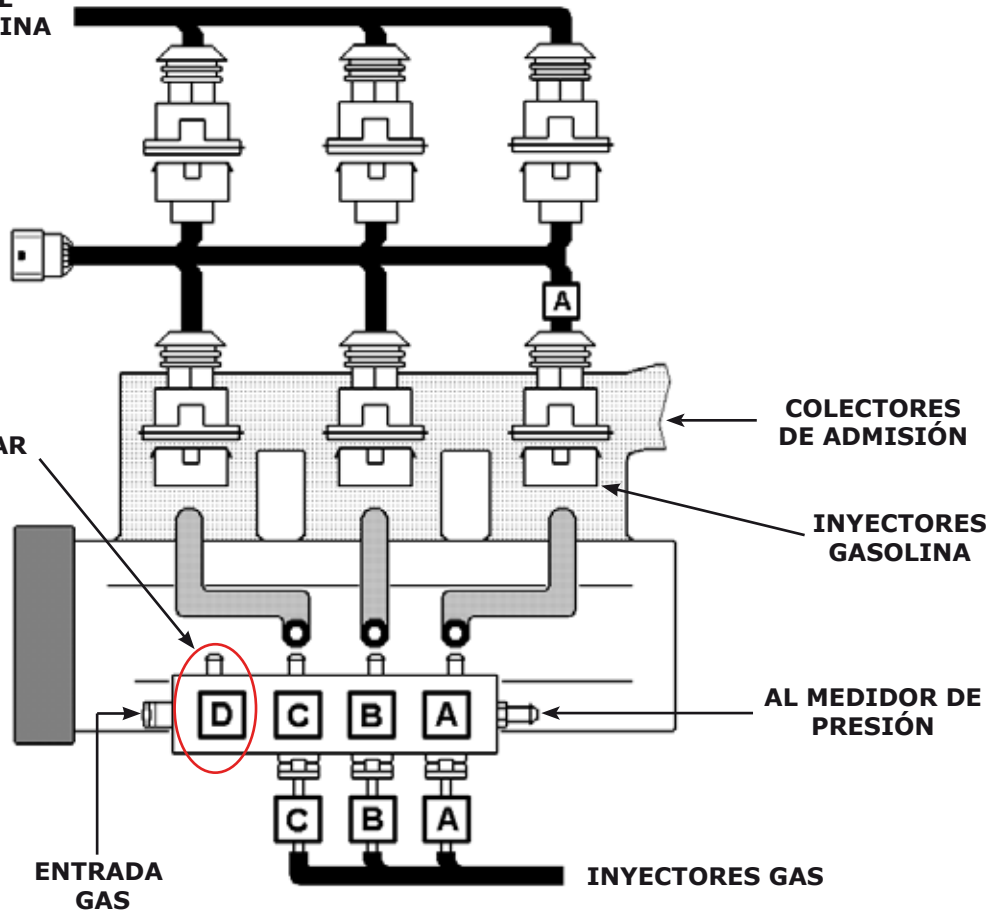 INA
A
COLECTORES
DE ADMISIÓN
AR
INYECTORES
GASOLINA
D C B A
AL MEDIDOR DE
PRESIÓN
C B A
ENTRADA
GAS
INYECTORES GAS